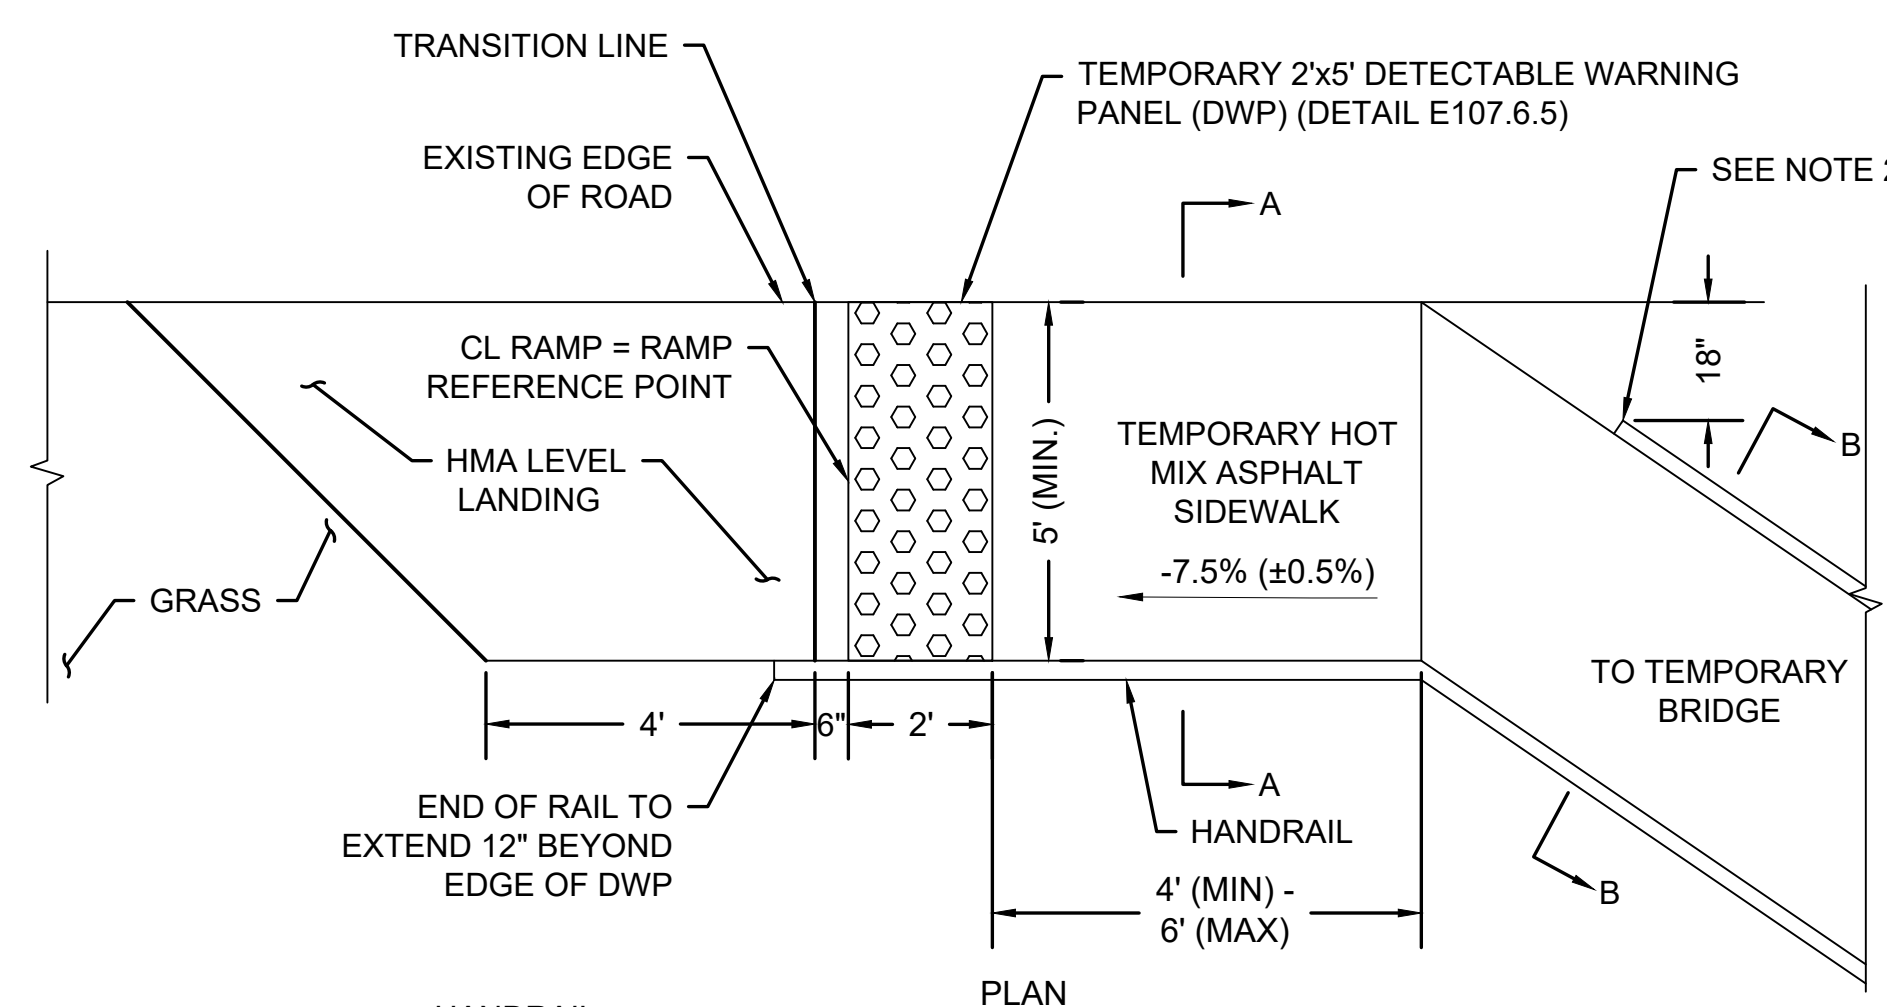 TRANSITION LINE
TEMPORARY 2'x5' DETECTABLE WARNING
PANEL (DWP) (DETAIL E107.6.5)
EXISTING EDGE
OF ROAD
SEE NOTE
A
18"
CL RAMP = RAMP
REFERENCE POINT
HMA LEVEL
LANDING
5' (MIN.)
TEMPORARY HOT
MIX ASPHALT
SIDEWALK
-7.5% (±0.5%)
B
GRASS
TO TEMPORARY
BRIDGE
4'
6"
2'
END OF RAIL TO
EXTEND 12" BEYOND
EDGE OF DWP
A
HANDRAIL
4' (MIN) -
6' (MAX)
B
PLAN